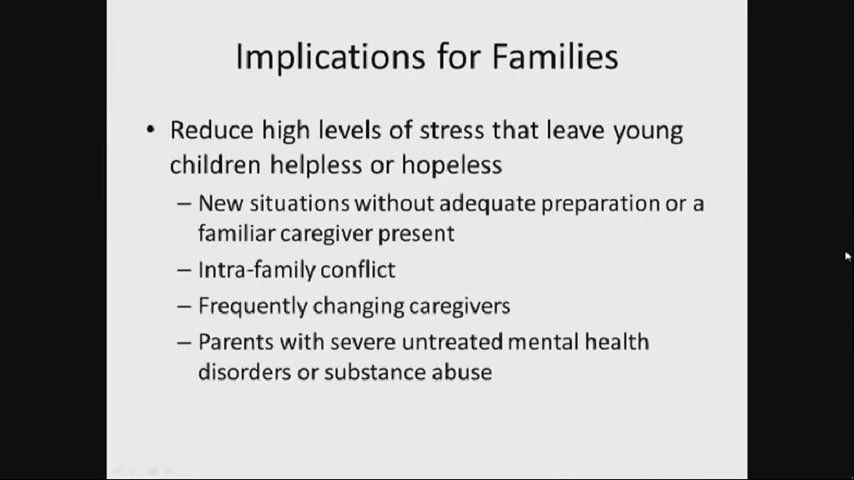 Implications for Families
• Reduce high levels of stress that leave young
children helpless or hopeless
– New situations without adequate preparation or a
familiar caregiver present
– Intra-family conflict
– Frequently changing caregivers
– Parents with severe untreated mental health
disorders or substance abuse